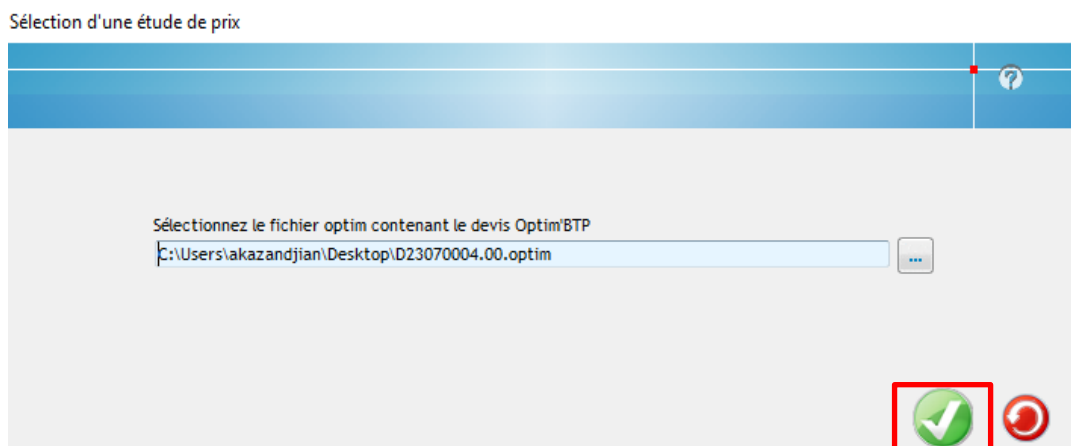 Sélection d'une étude de prix
Sélectionnez le fichier optim contenant le devis Optim'BTP
C:\Users\akazandjian\Desktop\D23070004.00.optim
...